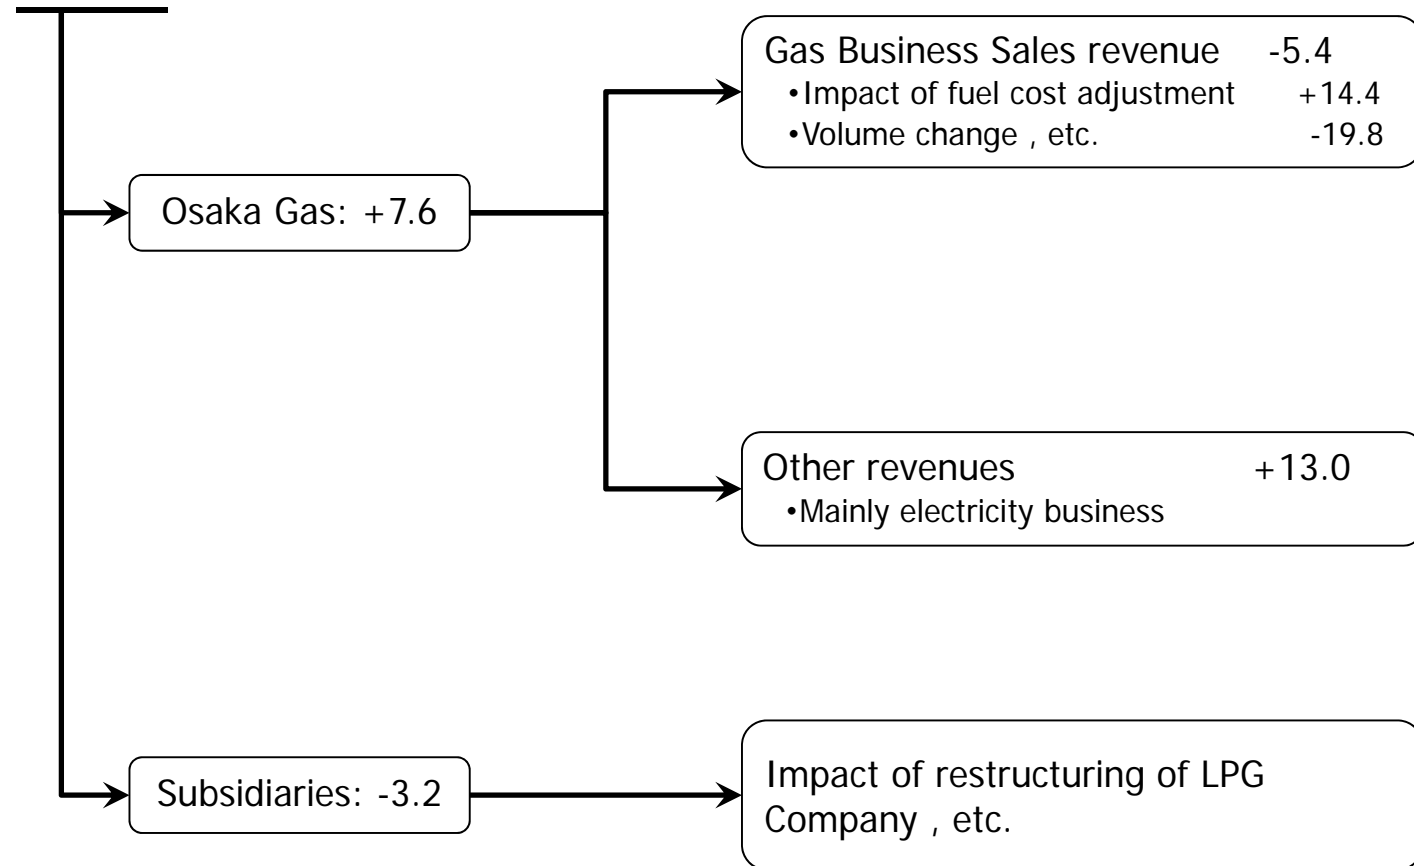 Gas Business Sales revenue -5.4
•Impact of fuel cost adjustment +14.4
•Volume change , etc. -19.8
Osaka Gas: +7.6
Other revenues +13.0
•Mainly electricity business
Subsidiaries: -3.2
Impact of restructuring of LPG
Company , etc.